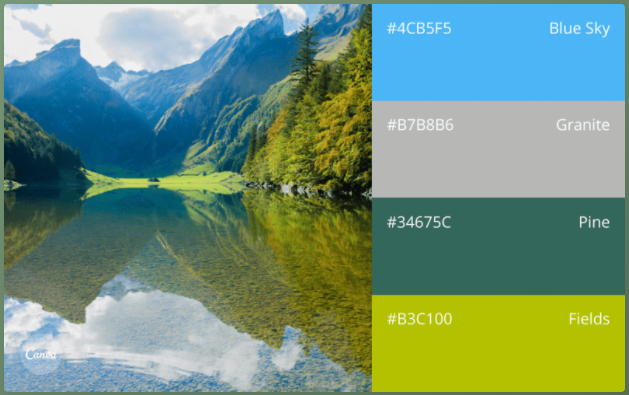 #4CB5F5 Blue Sky
#B7B8B6 Granite
#34675C Pine
#B3C100 Fields
Canva